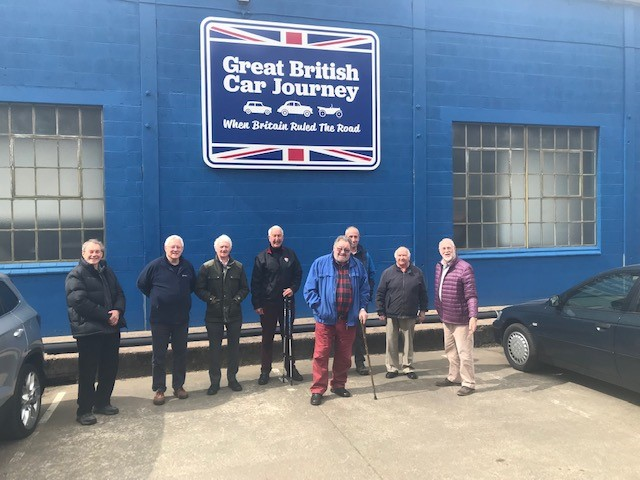 Great British
Car Journey
When Britain Ruled The Road